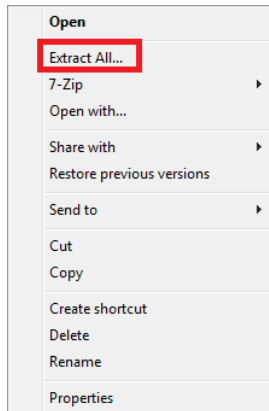 Open
Extract All...
7-Zip
Open with...
Share with
Restore previous versions
Send to
Cut
Copy
Create shortcut
Delete
Rename
Properties